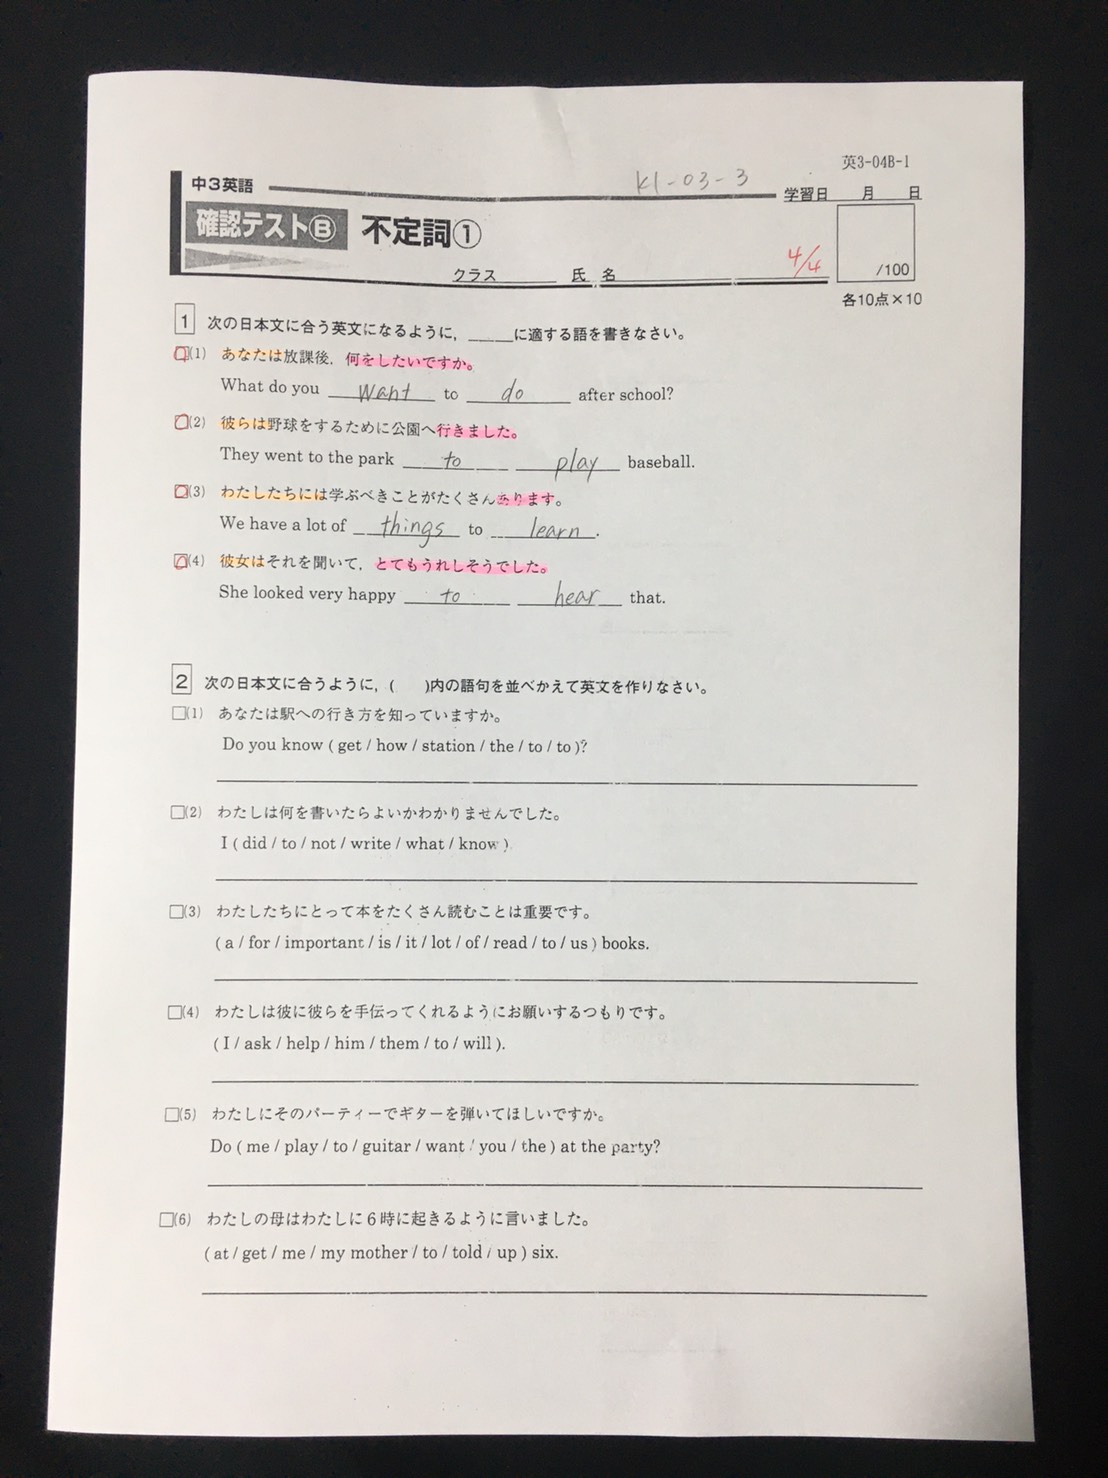 英3-04B-1
中3英語
K1-03-3
学習日 月 日
確認テストⒷ 不定詞①
クラス 氏名
4/4
/100
各10点×10
1 次の日本文に合う英文になるように，＿＿＿に適する語を書きなさい。
□(1) あなたは放課後，何をしたいですか。
What do you want to do after school?
□(2) 彼らは野球をするために公園へ行きました。
They went to the park to play baseball.
□(3) わたしたちには学ぶべきことがたくさんあります。
We have a lot of things to learn.
□(4) 彼女はそれを聞いて，とてもうれしそうでした。
She looked very happy to hear that.
2 次の日本文に合うように，(　　)内の語句を並べかえて英文を作りなさい。
□(1) あなたは駅への行き方を知っていますか。
Do you know ( get / how / station / the / to / to )?
□(2) わたしは何を書いたらよいかわかりませんでした。
I ( did / to / not / write / what / know ).
□(3) わたしたちにとって本をたくさん読むことは重要です。
( a / for / important / is / it / lot / of / read / to / us ) books.
□(4) わたしは彼に彼らを手伝ってくれるようにお願いするつもりです。
( I / ask / help / him / them / to / will ).
□(5) わたしにそのパーティーでギターを弾いてほしいですか。
Do ( me / play / to / guitar / want / you / the ) at the party?
□(6) わたしの母はわたしに6時に起きるように言いました。
( at / get / me / my mother / to / told / up ) six.